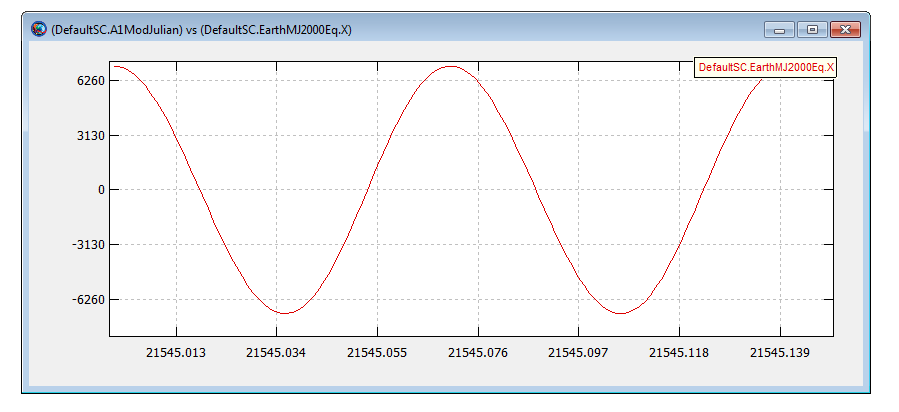 (DefaultSC.A1ModJulian) vs (DefaultSC.EarthMJ2000Eq.X)
DefaultSC.EarthMJ2000Eq.X
6260
3130
0
-3130
-6260
21545.013 21545.034 21545.055 21545.076 21545.097 21545.118 21545.139